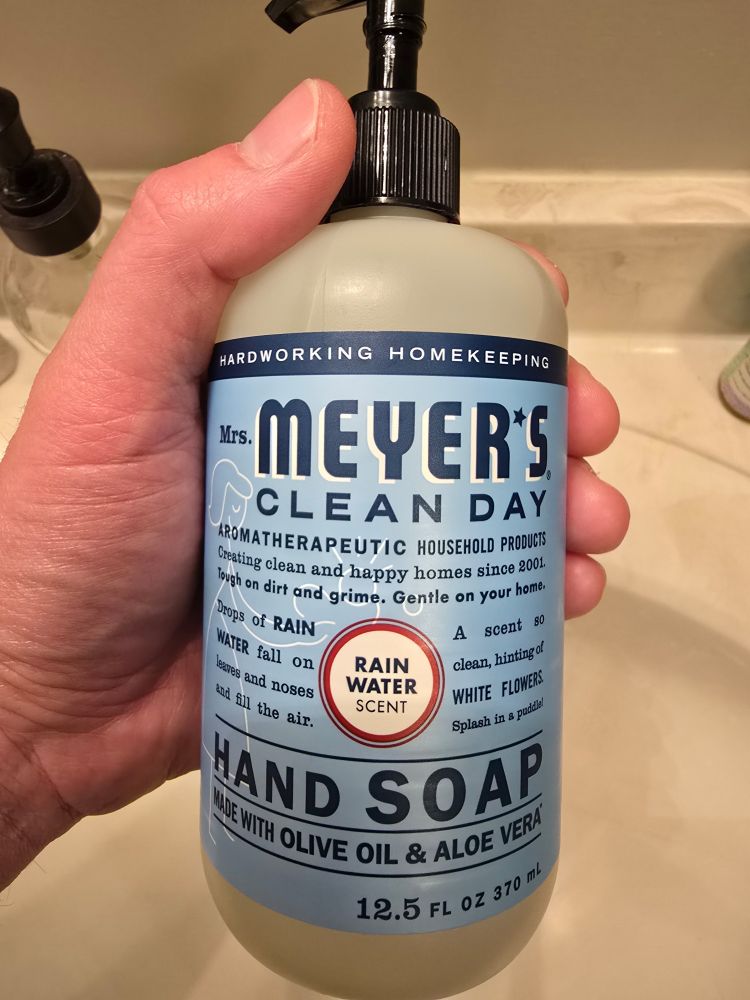 HARDWORKING HOMEKEEPING
Mrs. MEYER'S®
CLEAN DAY
AROMATHERAPEUTIC HOUSEHOLD PRODUCTS
Creating clean and happy homes since 2001.
Tough on dirt and grime. Gentle on your home.
Drops of RAIN
WATER fall on
leaves and noses
and fill the air.
RAIN
WATER
SCENT
A scent so
clean, hinting of
WHITE FLOWERS.
Splash in a puddle!
HAND SOAP
MADE WITH OLIVE OIL & ALOE VERA*
12.5 FL OZ 370 mL